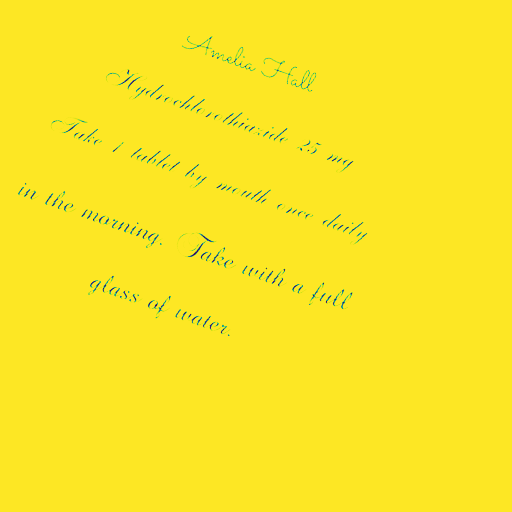 Amelia Hall
Hydrochlorothiazide 25 mg
Take 1 tablet by mouth once daily
in the morning. Take with a full
glass of water.